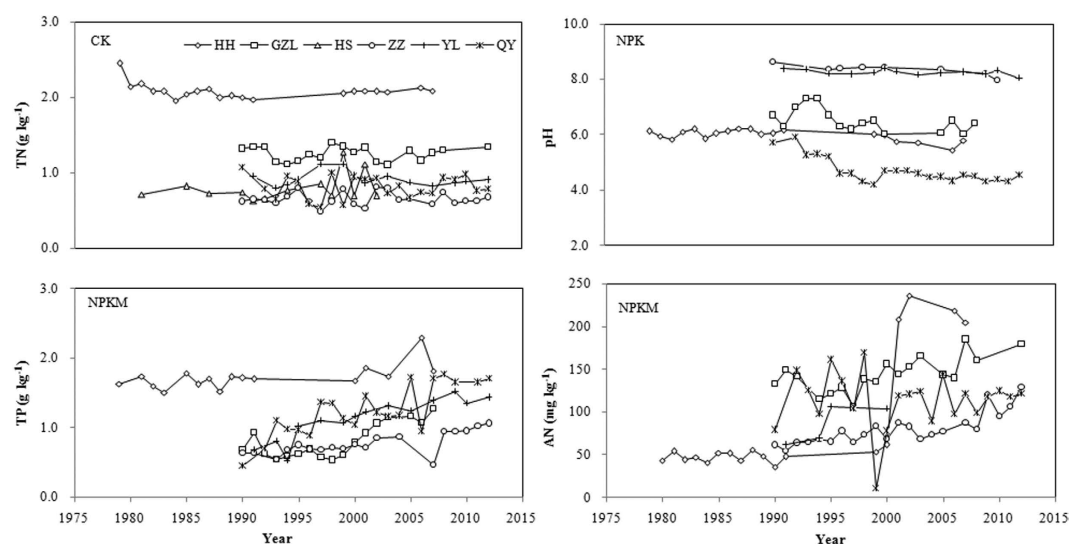 3.0
2.0
1.0
0.0
TN (g kg-1)
CK
HH GZL HS ZZ YL QY
10.0
8.0
6.0
4.0
2.0
pH
NPK
3.0
2.0
1.0
0.0
TP (g kg-1)
NPKM
1975 1980 1985 1990 1995 2000 2005 2010 2015
Year
250
200
150
100
50
0
AN (mg kg-1)
NPKM
1975 1980 1985 1990 1995 2000 2005 2010 2015
Year